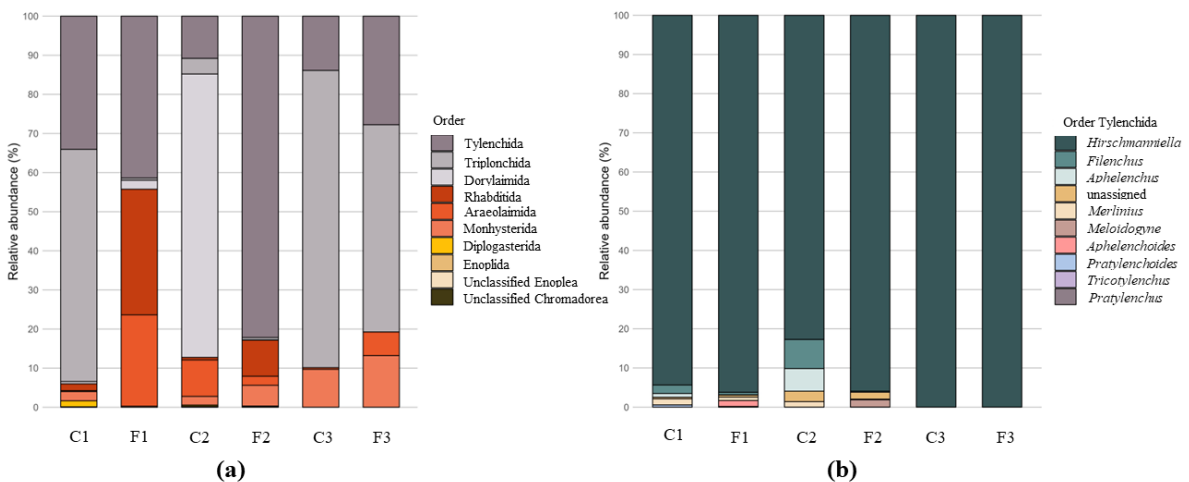 100
90
80
70
60
50
40
30
20
10
0
Relative abundance (%)
C1 F1 C2 F2 C3 F3
(a)
Order
Tylenchida
Triplonchida
Dorylaimida
Rhabditida
Araeolaimida
Monhysterida
Diplogasterida
Enoplida
Unclassified Enoplea
Unclassified Chromadorea
100
90
80
70
60
50
40
30
20
10
0
Relative abundance (%)
C1 F1 C2 F2 C3 F3
(b)
Order Tylenchida
Hirschmanniella
Filenchus
Aphelenchus
unassigned
Merlinius
Meloidogyne
Aphelenchoides
Pratylenchoides
Tricotylenchus
Pratylenchus